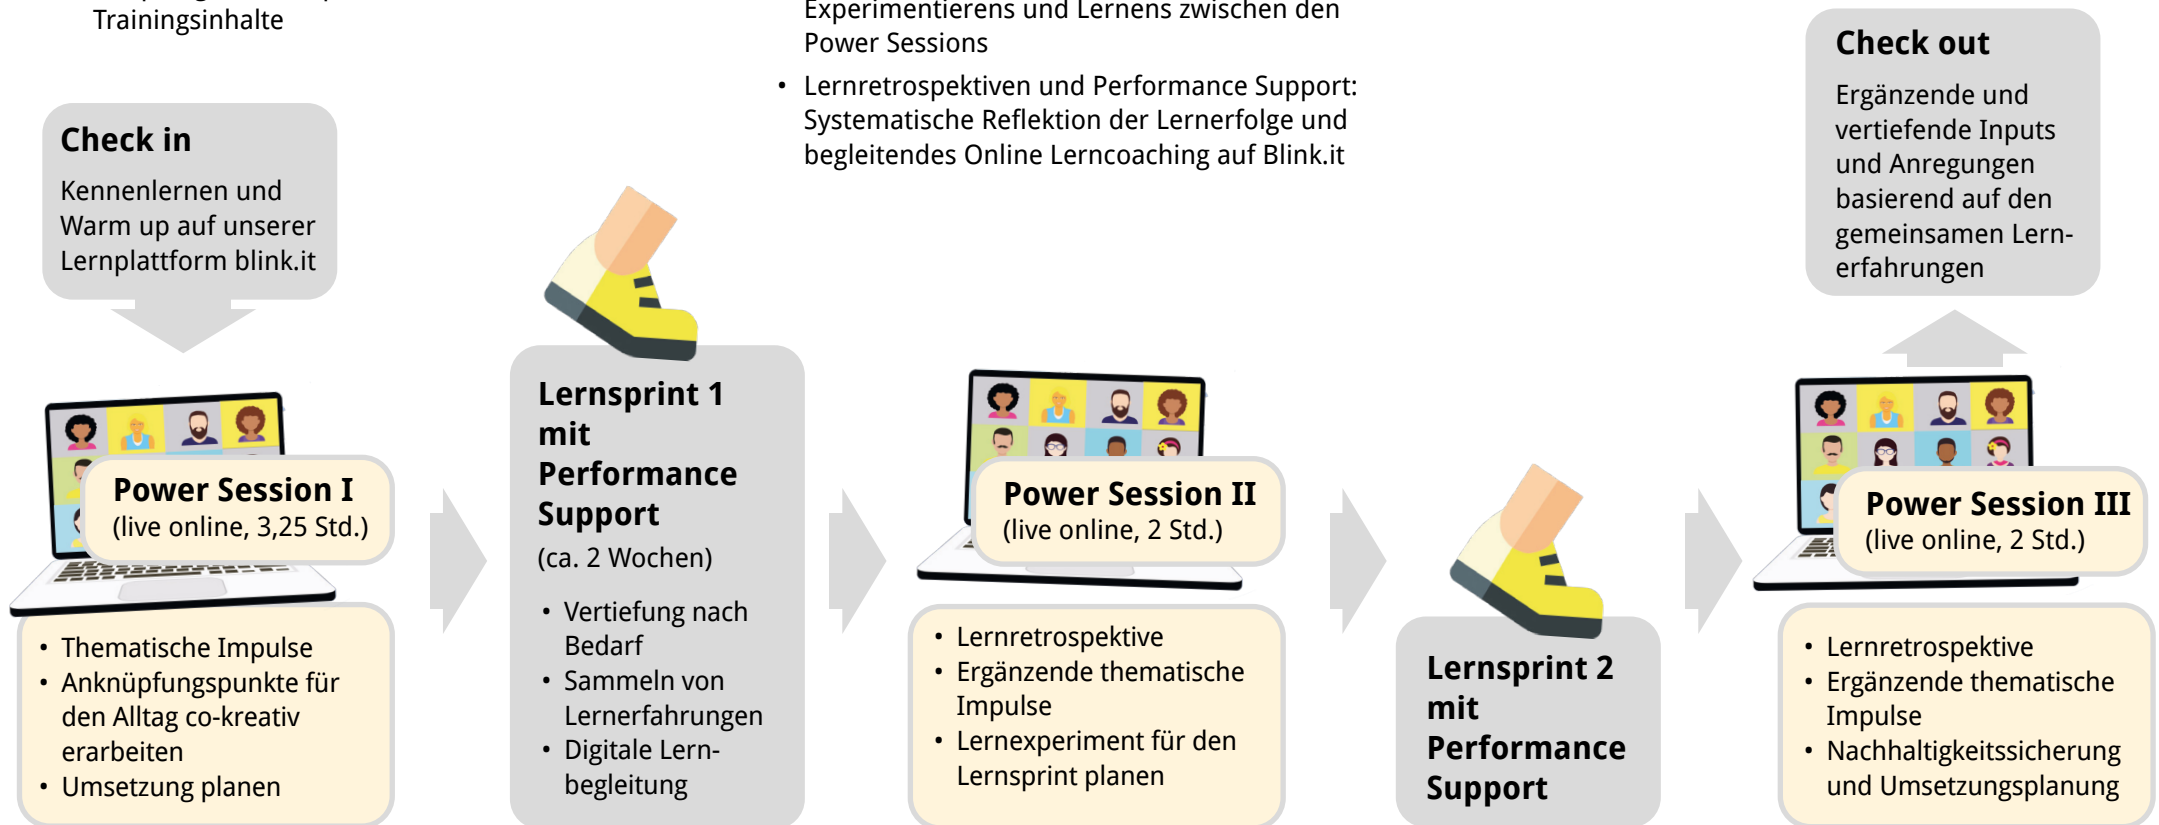 Trainingsinhalte
Experimentierens und Lernens zwischen den
Power Sessions
• Lernretrospektiven und Performance Support:
Systematische Reflektion der Lernerfolge und
begleitendes Online Lerncoaching auf Blink.it
Check in
Kennenlernen und
Warm up auf unserer
Lernplattform blink.it
Power Session I
(live online, 3,25 Std.)
• Thematische Impulse
• Anknüpfungspunkte für
den Alltag co-kreativ
erarbeiten
• Umsetzung planen
Lernsprint 1
mit
Performance
Support
(ca. 2 Wochen)
• Vertiefung nach
Bedarf
• Sammeln von
Lernerfahrungen
• Digitale Lern-
begleitung
Power Session II
(live online, 2 Std.)
• Lernretrospektive
• Ergänzende thematische
Impulse
• Lernexperiment für den
Lernsprint planen
Lernsprint 2
mit
Performance
Support
Power Session III
(live online, 2 Std.)
• Lernretrospektive
• Ergänzende thematische
Impulse
• Nachhaltigkeitssicherung
und Umsetzungsplanung
Check out
Ergänzende und
vertiefende Inputs
und Anregungen
basierend auf den
gemeinsamen Lern-
erfahrungen